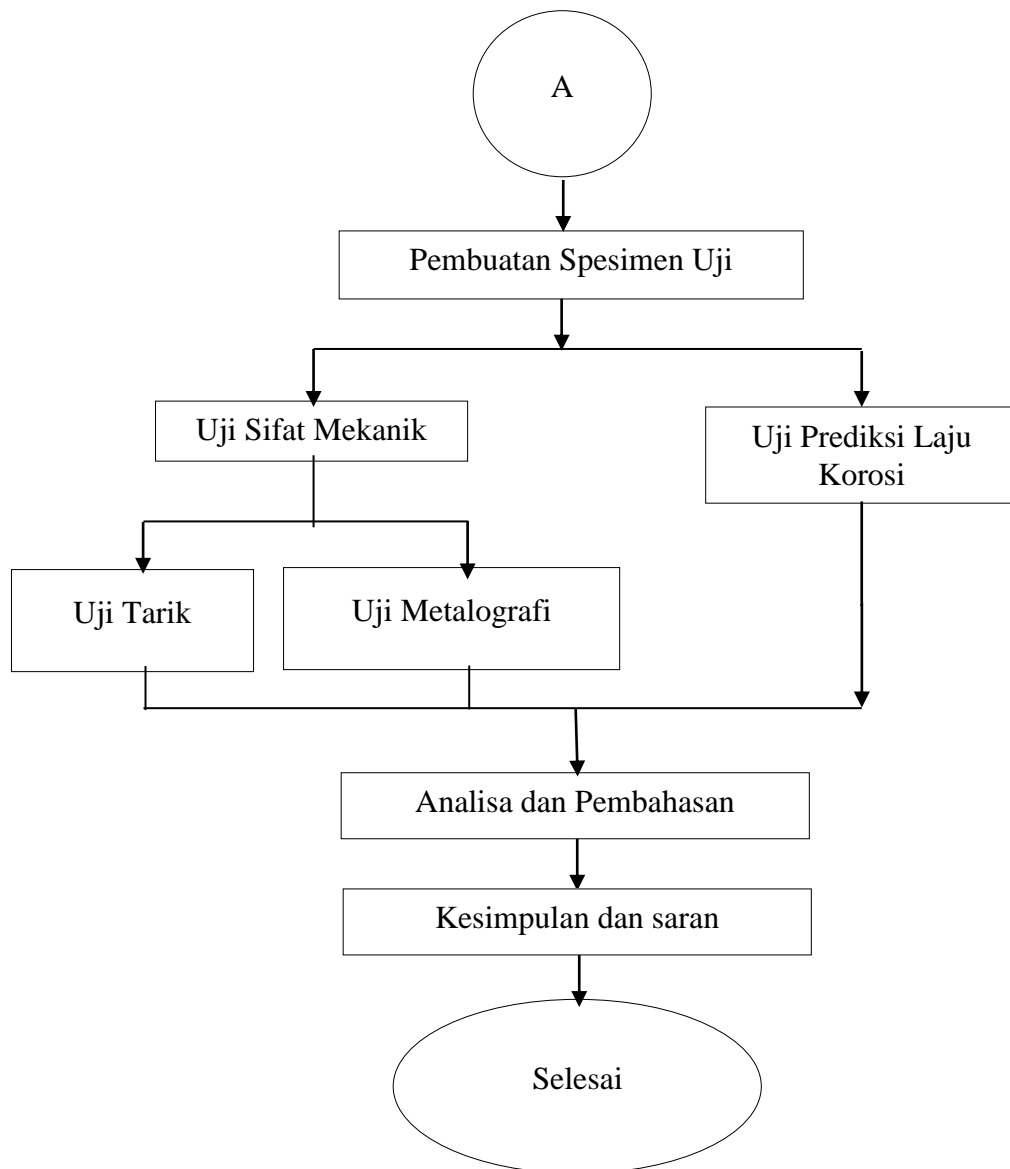 A
Pembuatan Spesimen Uji
Uji Sifat Mekanik
Uji Prediksi Laju
Korosi
Uji Tarik
Uji Metalografi
Analisa dan Pembahasan
Kesimpulan dan saran
Selesai